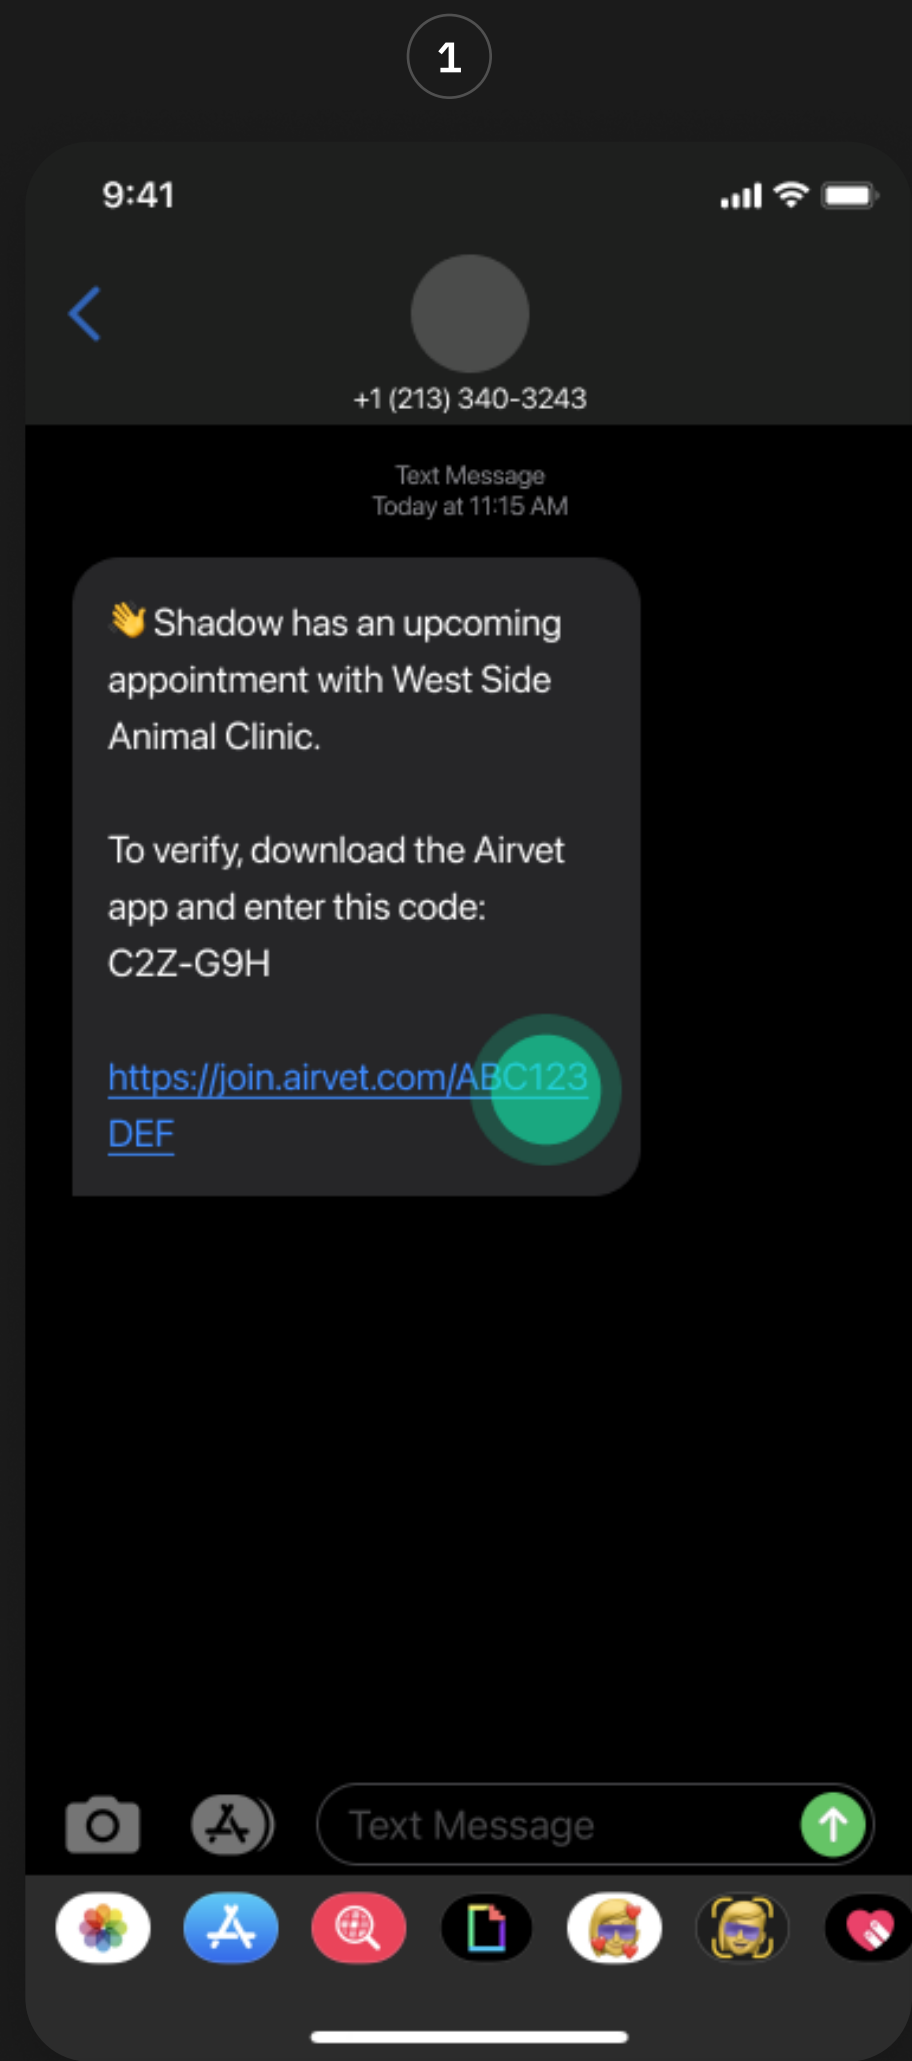 1
9:41
+1 (213) 340-3243
Text Message
Today at 11:15 AM
👋 Shadow has an upcoming
appointment with West Side
Animal Clinic.
To verify, download the Airvet
app and enter this code:
C2Z-G9H
https://join.airvet.com/ABC123
DEF
Text Message